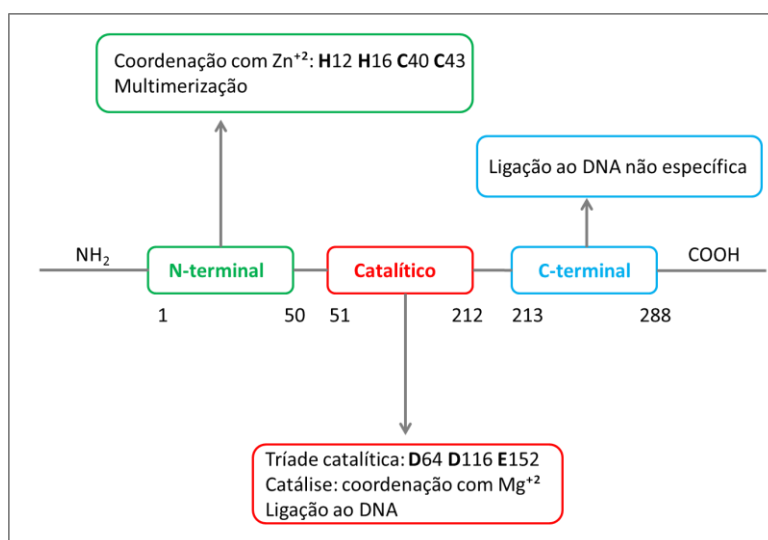 Coordenação com Zn⁺²: H12 H16 C40 C43
Multimerização
Ligação ao DNA não específica
NH₂
N-terminal
Catalítico
C-terminal
COOH
1
50
51
212
213
288
Tríade catalítica: D64 D116 E152
Catálise: coordenação com Mg⁺²
Ligação ao DNA